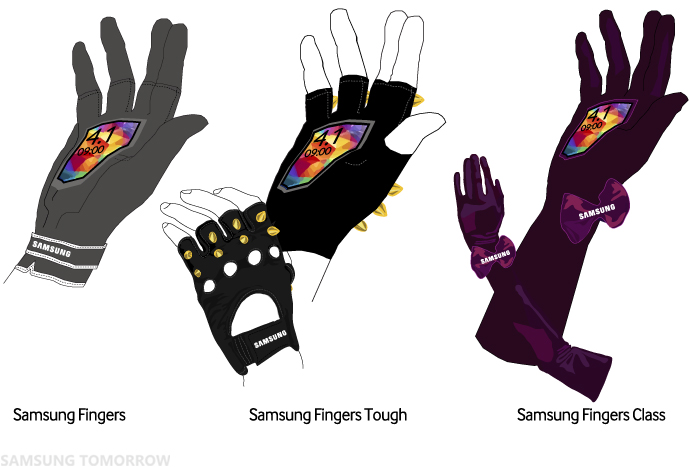 4.1
09:00
SAMSUNG
4.1
09:00
SAMSUNG
4.1
09:00
SAMSUNG
SAMSUNG
Samsung Fingers
Samsung Fingers Tough
Samsung Fingers Class
SAMSUNG TOMORROW